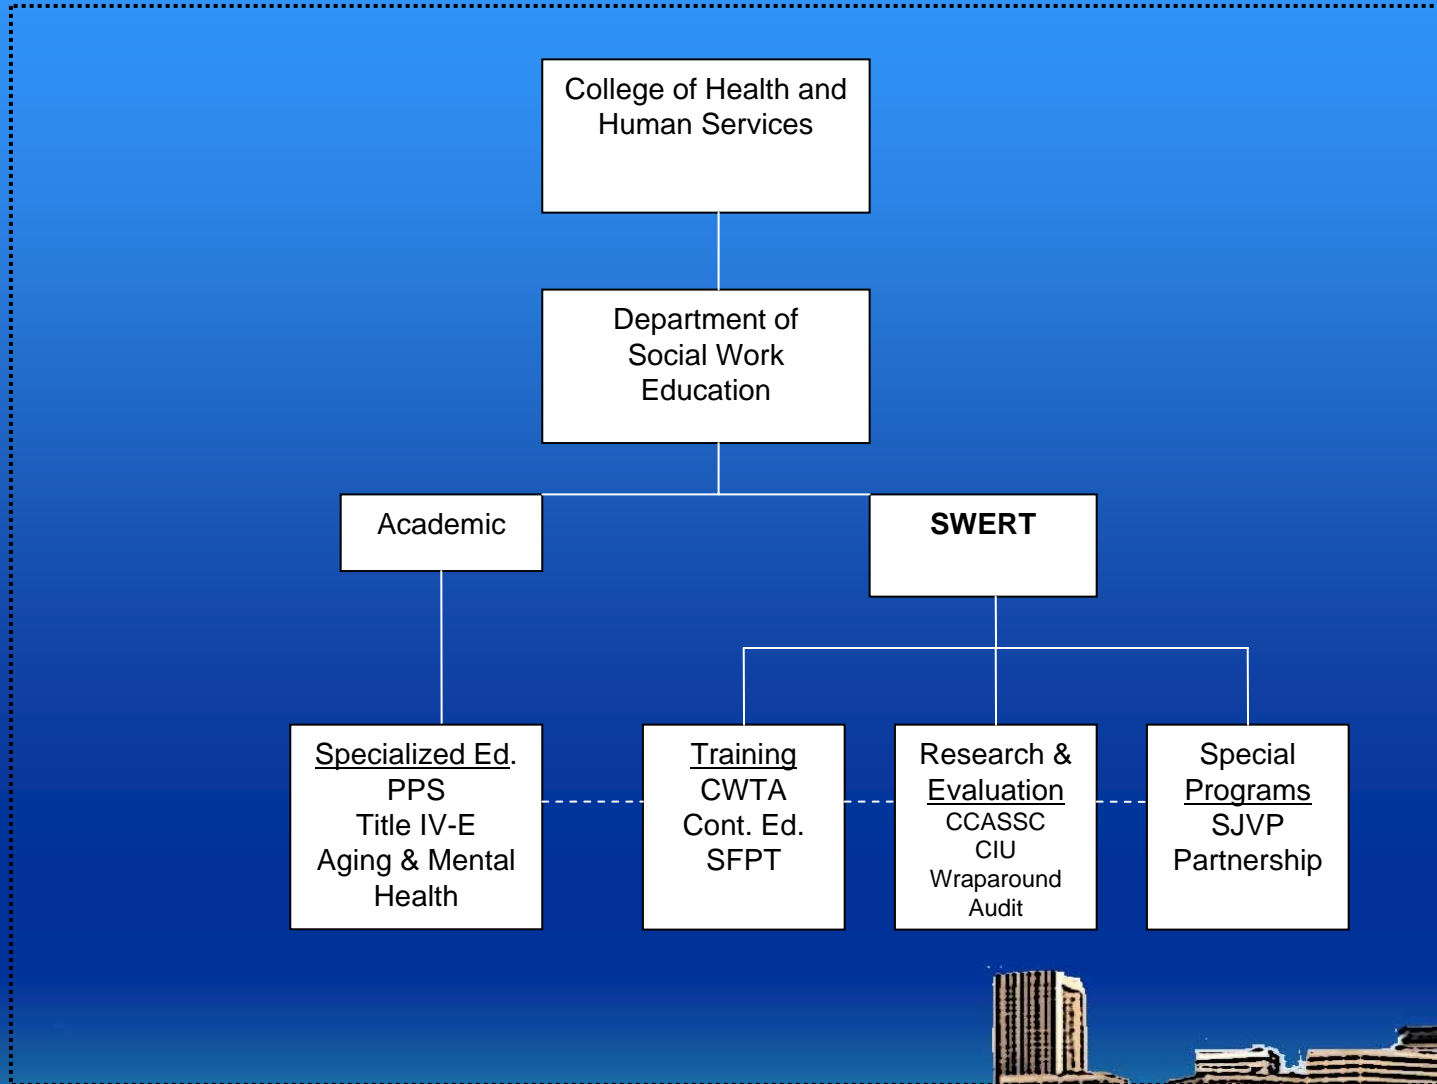 College of Health and
Human Services
Department of
Social Work
Education
Academic
SWERT
Specialized Ed.
PPS
Title IV-E
Aging & Mental
Health
Training
CWTA
Cont. Ed.
SFPT
Research &
Evaluation
CCASSC
CIU
Wraparound
Audit
Special
Programs
SJVP
Partnership